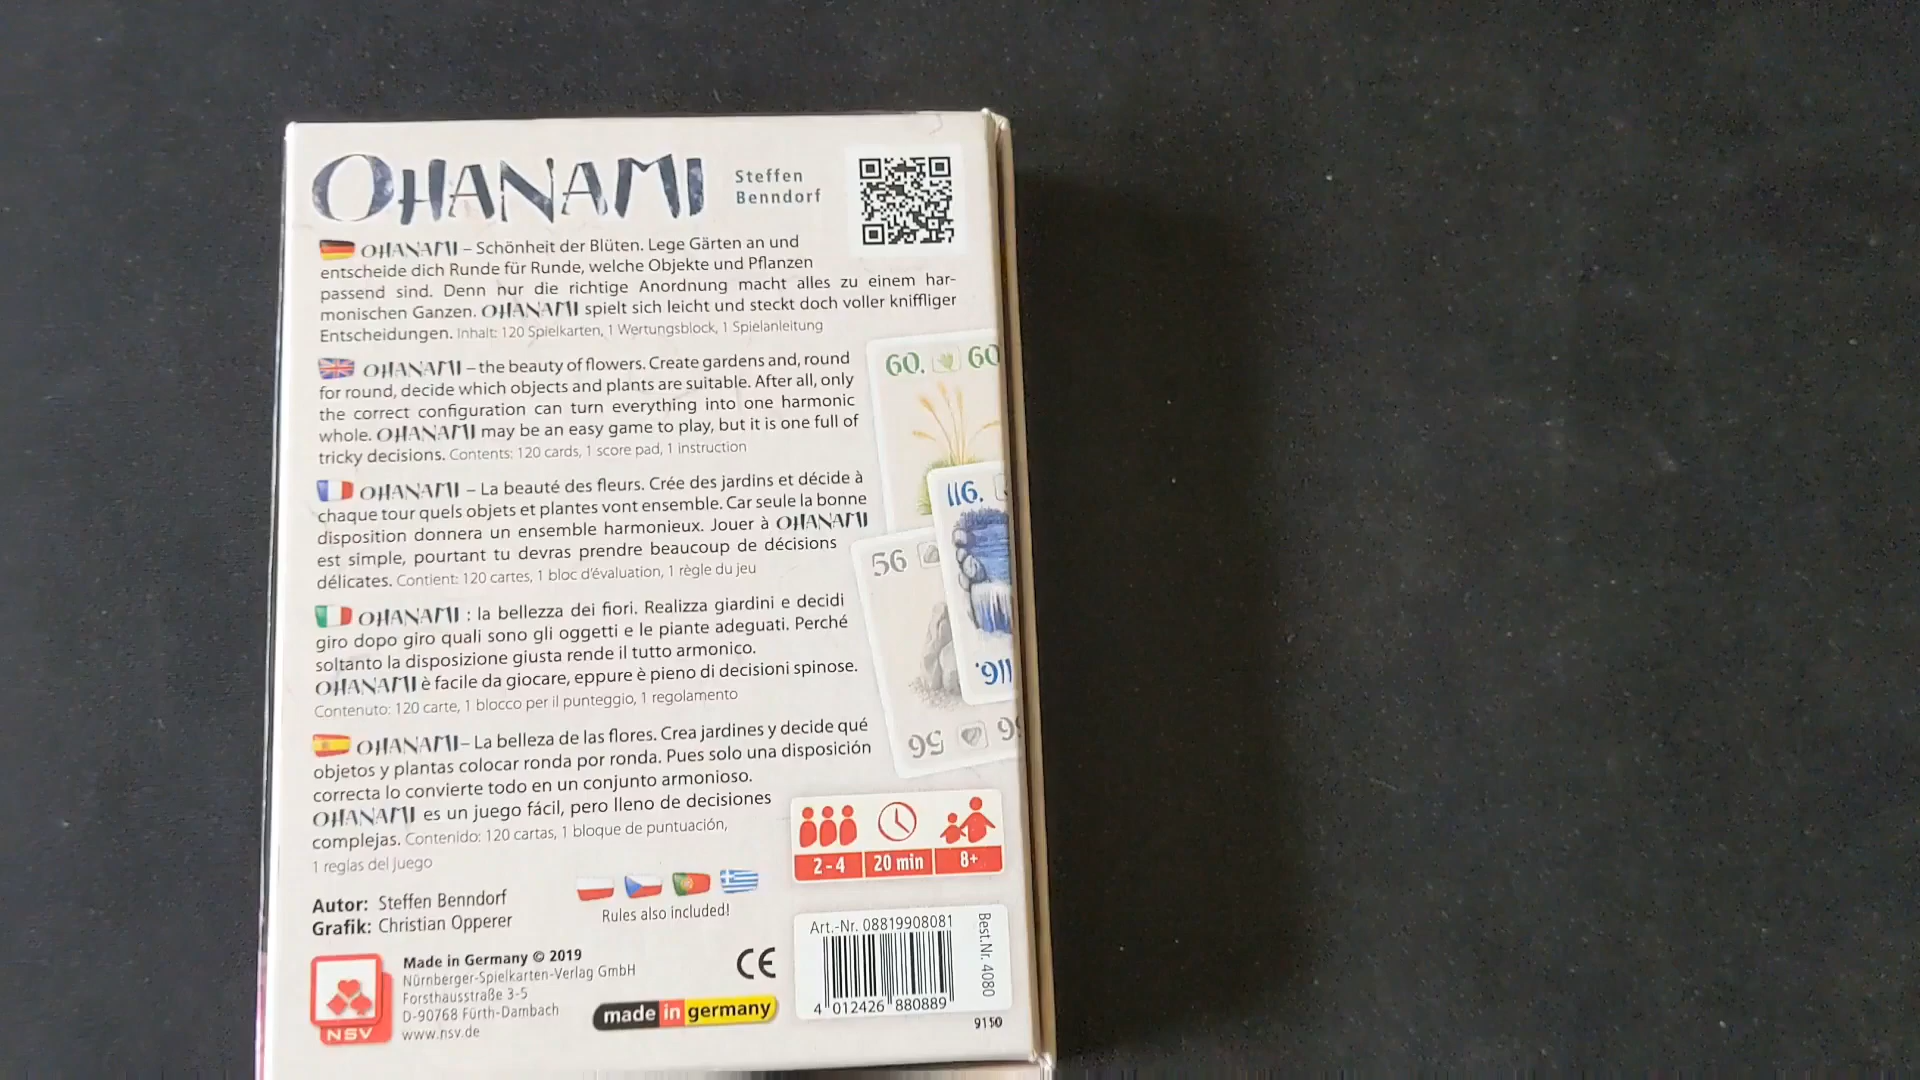 OHANAMI
Steffen
Benndorf
OHANAMI – Schönheit der Blüten. Lege Gärten an und
entscheide dich Runde für Runde, welche Objekte und Pflanzen
passend sind. Denn nur die richtige Anordnung macht alles zu einem har-
monischen Ganzen. OHANAMI spielt sich leicht und steckt doch voller kniffliger
Entscheidungen. Inhalt: 120 Spielkarten, 1 Wertungsblock, 1 Spielanleitung
OHANAMI – the beauty of flowers. Create gardens and, round
for round, decide which objects and plants are suitable. After all, only
the correct configuration can turn everything into one harmonic
whole. OHANAMI may be an easy game to play, but it is one full of
tricky decisions. Contents: 120 cards, 1 score pad, 1 instruction
OHANAMI – La beauté des fleurs. Crée des jardins et décide à
chaque tour quels objets et plantes vont ensemble. Car seule la bonne
disposition donnera un ensemble harmonieux. Jouer à OHANAMI
est simple, pourtant tu devras prendre beaucoup de décisions
délicates. Contient: 120 cartes, 1 bloc d'évaluation, 1 règle du jeu
OHANAMI : la bellezza dei fiori. Realizza giardini e decidi
giro dopo giro quali sono gli oggetti e le piante adeguati. Perché
soltanto la disposizione giusta rende il tutto armonico.
OHANAMI è facile da giocare, eppure è pieno di decisioni spinose.
Contenuto: 120 carte, 1 blocco per il punteggio, 1 regolamento
OHANAMI– La belleza de las flores. Crea jardines y decide qué
objetos y plantas colocar ronda por ronda. Pues solo una disposición
correcta lo convierte todo en un conjunto armonioso.
OHANAMI es un juego fácil, pero lleno de decisiones
complejas. Contenido: 120 cartas, 1 bloque de puntuación,
1 reglas del juego
60. 60
116.
56
116.
56
2-4 20 min 8+
Autor: Steffen Benndorf
Grafik: Christian Opperer
Rules also included!
Made in Germany © 2019
Nürnberger-Spielkarten-Verlag GmbH
Forsthausstraße 3-5
D-90768 Fürth-Dambach
www.nsv.de
NSV
CE
made in germany
Art.-Nr. 08819908081
Best.Nr. 4080
4 012426 880889
9150